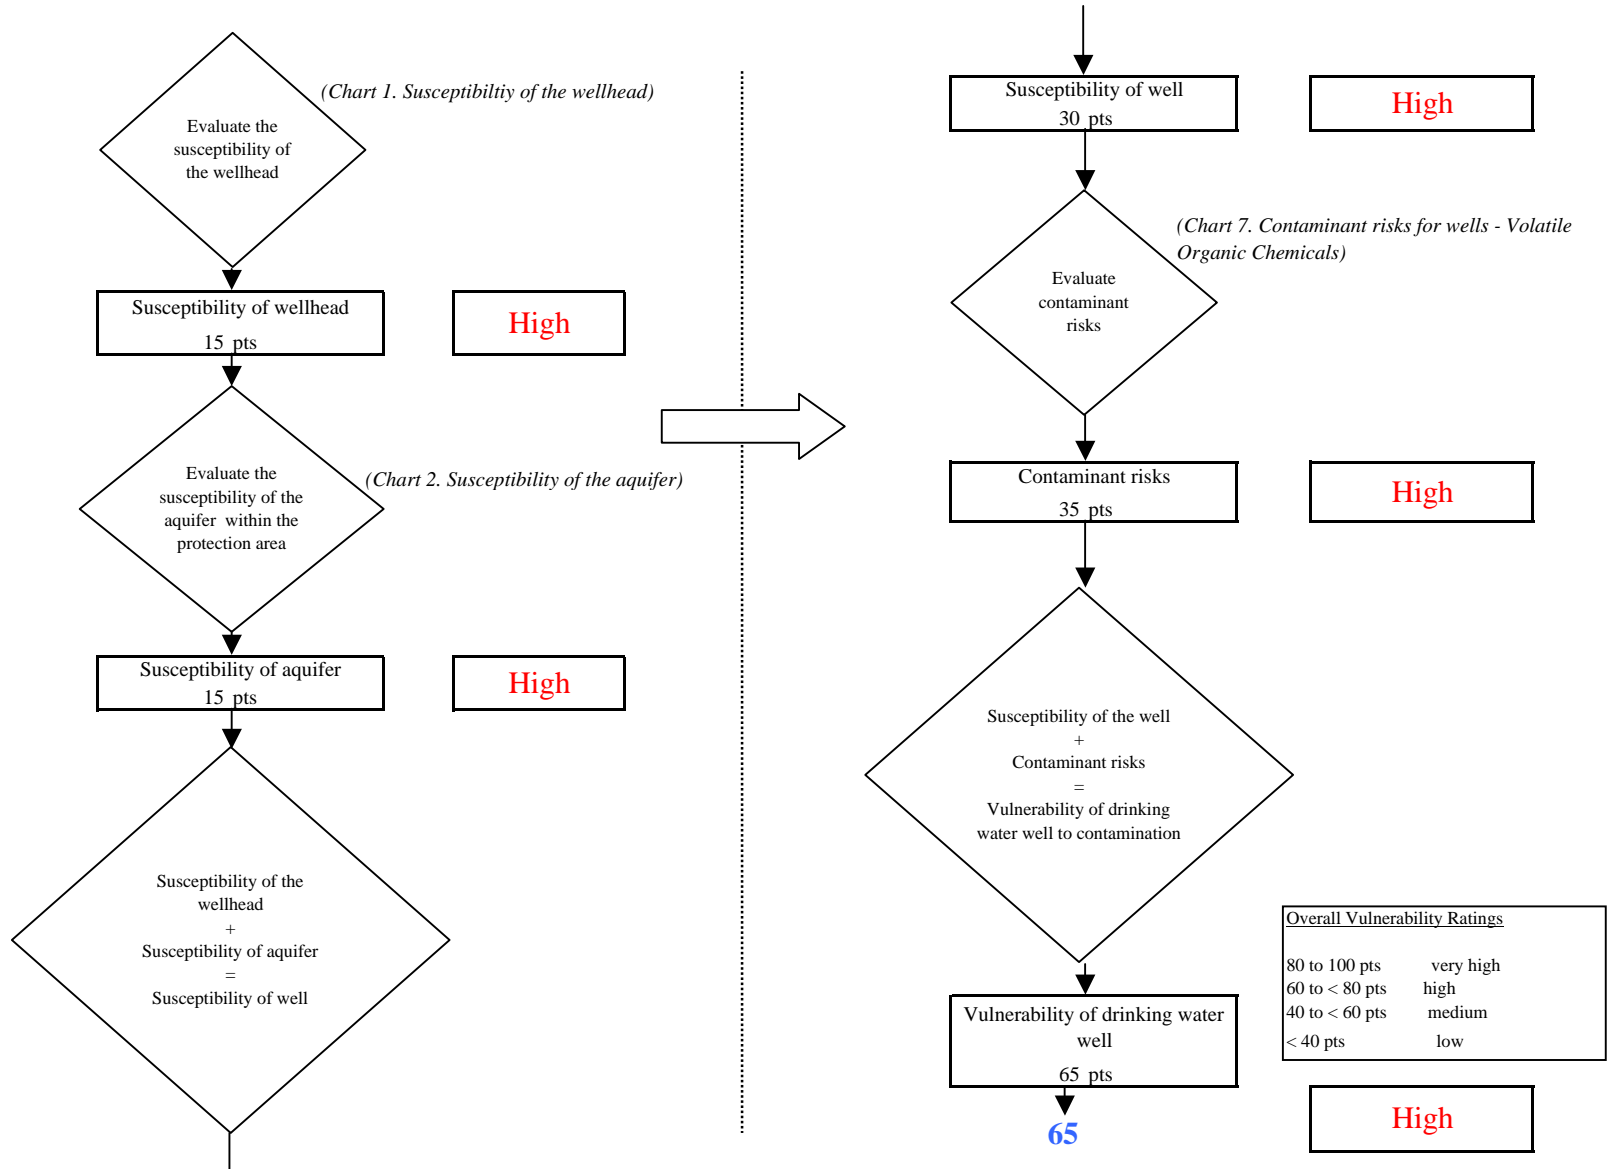 (Chart 1. Susceptibiltiy of the wellhead)
Evaluate the
susceptibility of
the wellhead
Susceptibility of wellhead
15 pts
High
Evaluate the
susceptibility of the
aquifer within the
protection area
(Chart 2. Susceptibility of the aquifer)
Susceptibility of aquifer
15 pts
High
Susceptibility of the
wellhead
+
Susceptibility of aquifer
=
Susceptibility of well
Susceptibility of well
30 pts
High
(Chart 7. Contaminant risks for wells - Volatile
Organic Chemicals)
Evaluate
contaminant
risks
Contaminant risks
35 pts
High
Susceptibility of the well
+
Contaminant risks
=
Vulnerability of drinking
water well to contamination
Overall Vulnerability Ratings
80 to 100 pts very high
60 to < 80 pts high
40 to < 60 pts medium
< 40 pts low
Vulnerability of drinking water
well
65 pts
65
High